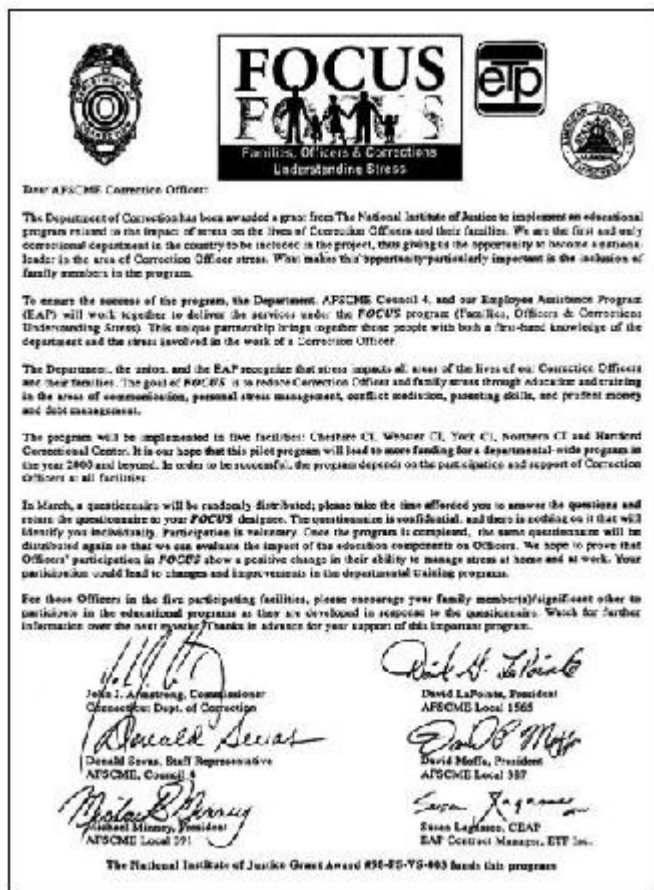 FOCUS
FOCUS
Families, Officers & Corrections
Understanding Stress
etp
Dear AFSCME Correction Officer:
The Department of Correction has been awarded a grant from The National Institute of Justice to implement an educational
program related to the impact of stress on the lives of Correction Officers and their families. We are the first and only
correctional department in the country to be included in the project, thus giving us the opportunity to become a national
leader in the area of Correction Officer stress. What makes this opportunity particularly important is the inclusion of
family members in the program.
To ensure the success of the program, the Department, AFSCME Council 4, and our Employee Assistance Program
(EAP) will work together to deliver the services under the FOCUS program (Families, Officers & Corrections
Understanding Stress). This unique partnership brings together those people with both a first-hand knowledge of the
department and the stress involved in the work of a Correction Officer.
The Department, the union, and the EAP recognize that stress impacts all areas of the lives of our Correction Officers
and their families. The goal of FOCUS is to reduce Correction Officer and family stress through education and training
in the areas of communication, personal stress management, conflict mediation, parenting skills, and prudent money
and debt management.
The program will be implemented in five facilities: Cheshire CI, Webster CI, York CI, Northern CI and Hartford
Correctional Center. It is our hope that this pilot program will lead to more funding for a departmental-wide program in
the year 2000 and beyond. In order to be successful, the program depends on the participation and support of Correction
Officers at all facilities.
In March, a questionnaire will be randomly distributed; please take the time afforded you to answer the questions and
return the questionnaire to your FOCUS designee. The questionnaire is confidential, and there is nothing on it that will
identify you individually. Participation is voluntary. Once the program is completed, the same questionnaire will be
distributed again so that we can evaluate the impact of the education components on Officers. We hope to prove that
Officers' participation in FOCUS show a positive change in their ability to manage stress at home and at work. Your
participation could lead to changes and improvements in the departmental training programs.
For those Officers in the five participating facilities, please encourage your family member(s)/significant other to
participate in the educational programs as they are developed in response to the questionnaire. Watch for further
information over the next months. Thanks in advance for your support of this important program.
John J. Armstrong, Commissioner
Connecticut Dept. of Correction
David LaPointe, President
AFSCME Local 1565
Donald Sevas, Staff Representative
AFSCME, Council 4
David Moffa, President
AFSCME Local 387
Michael Minney, President
AFSCME Local 391
Susan CEAP
EAP Contract Manager, ETP Inc.
The National Institute of Justice Grant Award #98-FS-VS-003 funds this program